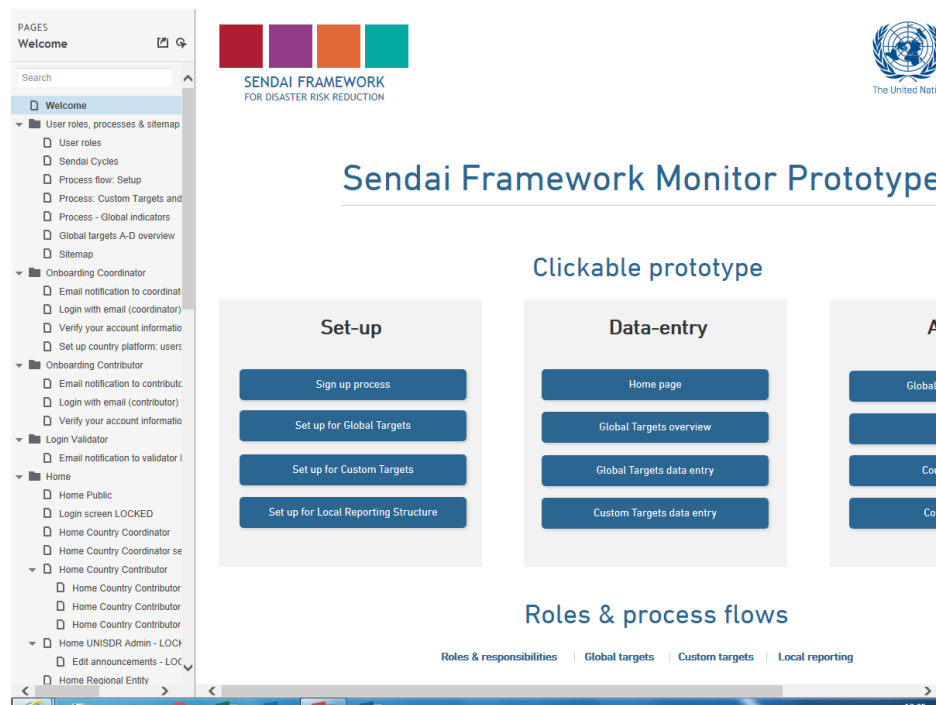 PAGES
Welcome
Search
Welcome
User roles, processes & sitemap
User roles
Sendai Cycles
Process flow: Setup
Process: Custom Targets and
Process - Global indicators
Global targets A-D overview
Sitemap
Onboarding Coordinator
Email notification to coordinat
Login with email (coordinator)
Verify your account informatio
Set up country platform: users
Onboarding Contributor
Email notification to contributo
Login with email (contributor)
Verify your account informatio
Login Validator
Email notification to validator
Home
Home Public
Login screen LOCKED
Home Country Coordinator
Home Country Coordinator se
Home Country Contributor
Home Country Contributor
Home Country Contributor
Home Country Contributor
Home UNISDR Admin - LOCK
Edit announcements - LOC
Home Regional Entity
SENDAI FRAMEWORK
FOR DISASTER RISK REDUCTION
The United Nati
Sendai Framework Monitor Prototype
Clickable prototype
Set-up
Sign up process
Set up for Global Targets
Set up for Custom Targets
Set up for Local Reporting Structure
Data-entry
Home page
Global Targets overview
Global Targets data entry
Custom Targets data entry
A
Global
Cou
Co
Roles & process flows
Roles & responsibilities | Global targets | Custom targets | Local reporting